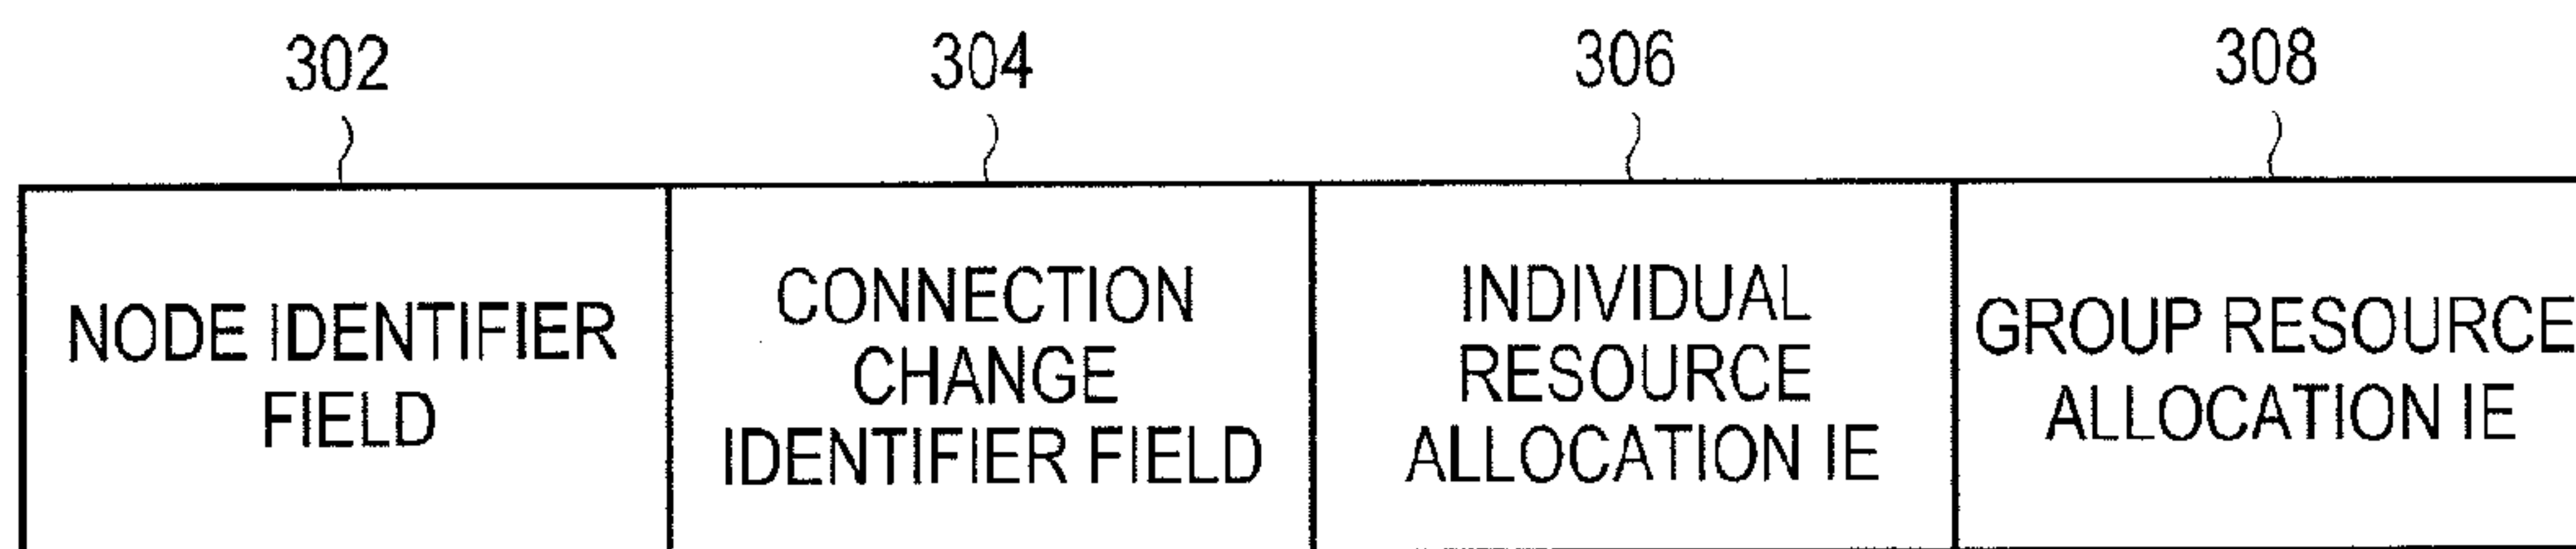 302 304 306 308
NODE IDENTIFIER
FIELD
CONNECTION
CHANGE
IDENTIFIER FIELD
INDIVIDUAL
RESOURCE
ALLOCATION IE
GROUP RESOURCE
ALLOCATION IE